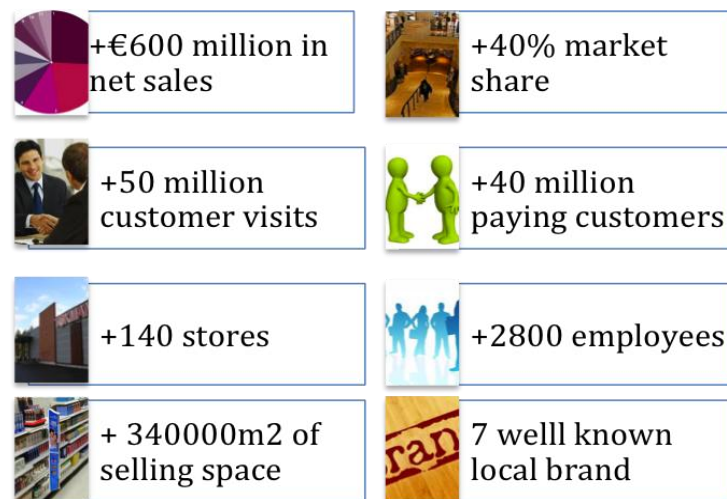 +€600 million in
net sales
+40% market
share
+50 million
customer visits
+40 million
paying customers
+140 stores
+2800 employees
+ 340000m2 of
selling space
ran
7 welll known
local brand